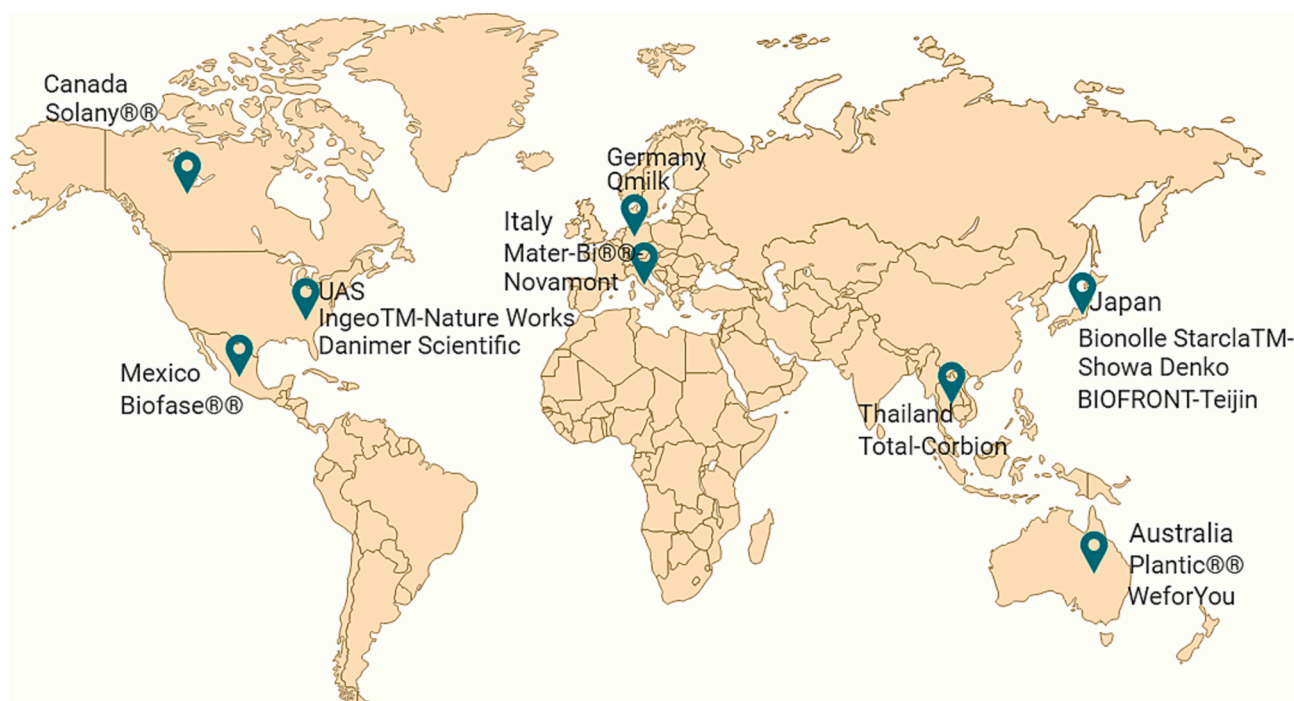 Canada
Solany®®
Germany
Qmilk
Italy
Mater-Bi®®-
Novamont
UAS
IngeoTM-Nature Works
Danimer Scientific
Mexico
Biofase®®
Japan
Bionolle StarclaTM-
Showa Denko
BIOFRONT-Teijin
Thailand
Total-Corbion
Australia
Plantic®®
WeforYou